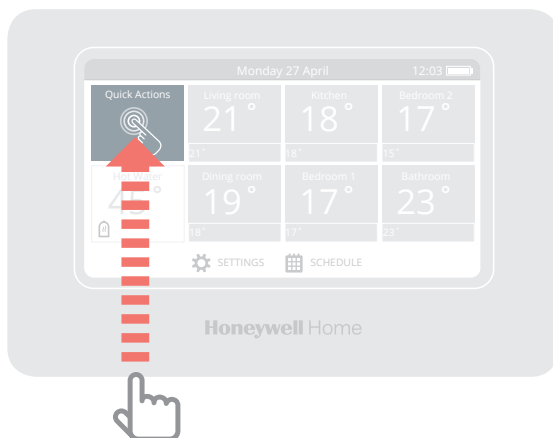 Monday 27 April 12:03
Quick Actions Living room Kitchen Bedroom 2
21° 18° 17°
21° 18° 15°
Hot Water Dining room Bedroom 1 Bathroom
45° 19° 17° 23°
18° 17° 23°
SETTINGS SCHEDULE
Honeywell Home